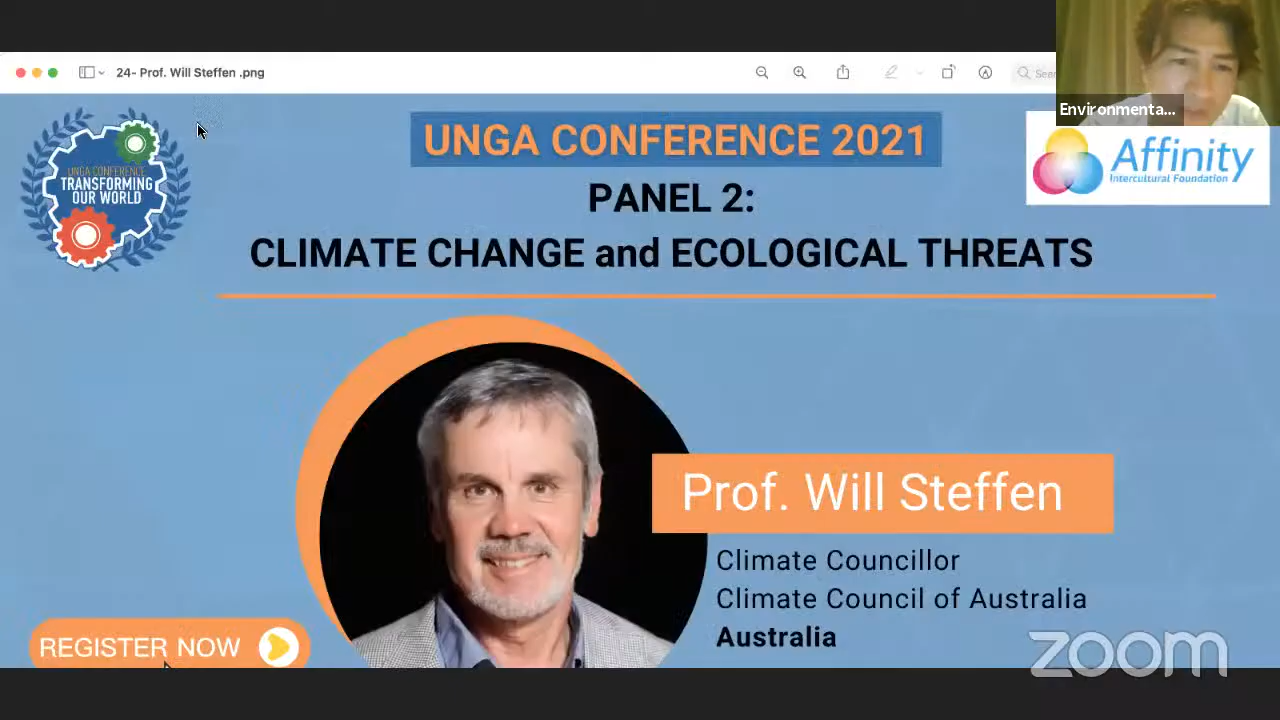 24- Prof. Will Steffen .png
Sear
Environmenta...
UNGA CONFERENCE
TRANSFORMING
OUR WORLD
UNGA CONFERENCE 2021
PANEL 2:
CLIMATE CHANGE and ECOLOGICAL THREATS
Affinity
Intercultural Foundation
Prof. Will Steffen
Climate Councillor
Climate Council of Australia
Australia
REGISTER NOW
zoom